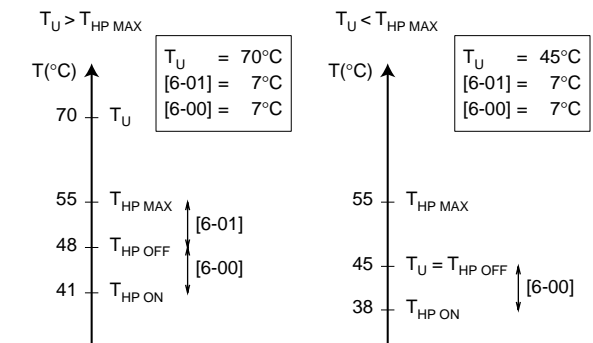 T_U > T_HP MAX
T_U = 70°C
[6-01] = 7°C
[6-00] = 7°C
T(°C)
70 T_U
55 T_HP MAX
[6-01]
48 T_HP OFF
[6-00]
41 T_HP ON
T_U < T_HP MAX
T_U = 45°C
[6-01] = 7°C
[6-00] = 7°C
T(°C)
55 T_HP MAX
45 T_U = T_HP OFF
[6-00]
38 T_HP ON